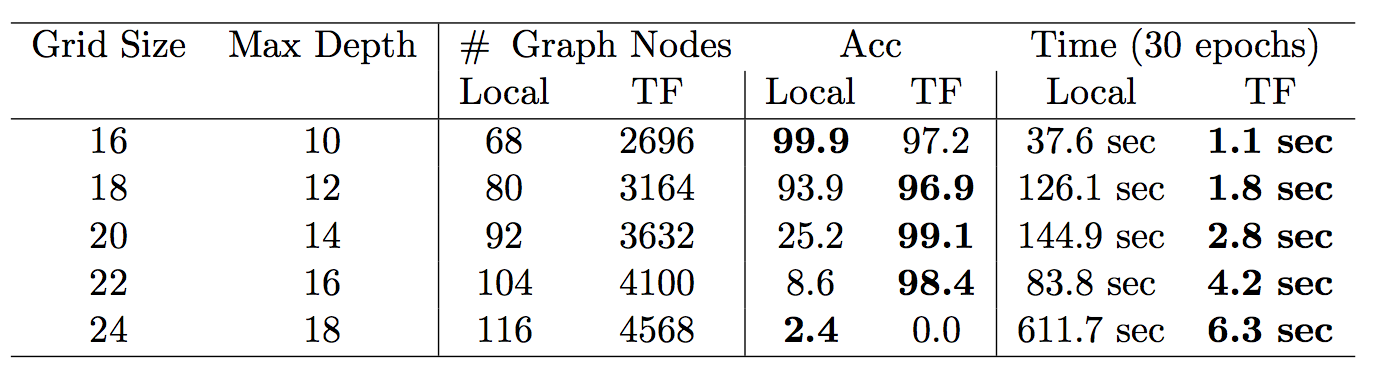 Grid Size Max Depth # Graph Nodes Acc Time (30 epochs)
Local TF Local TF Local TF
16 10 68 2696 99.9 97.2 37.6 sec 1.1 sec
18 12 80 3164 93.9 96.9 126.1 sec 1.8 sec
20 14 92 3632 25.2 99.1 144.9 sec 2.8 sec
22 16 104 4100 8.6 98.4 83.8 sec 4.2 sec
24 18 116 4568 2.4 0.0 611.7 sec 6.3 sec